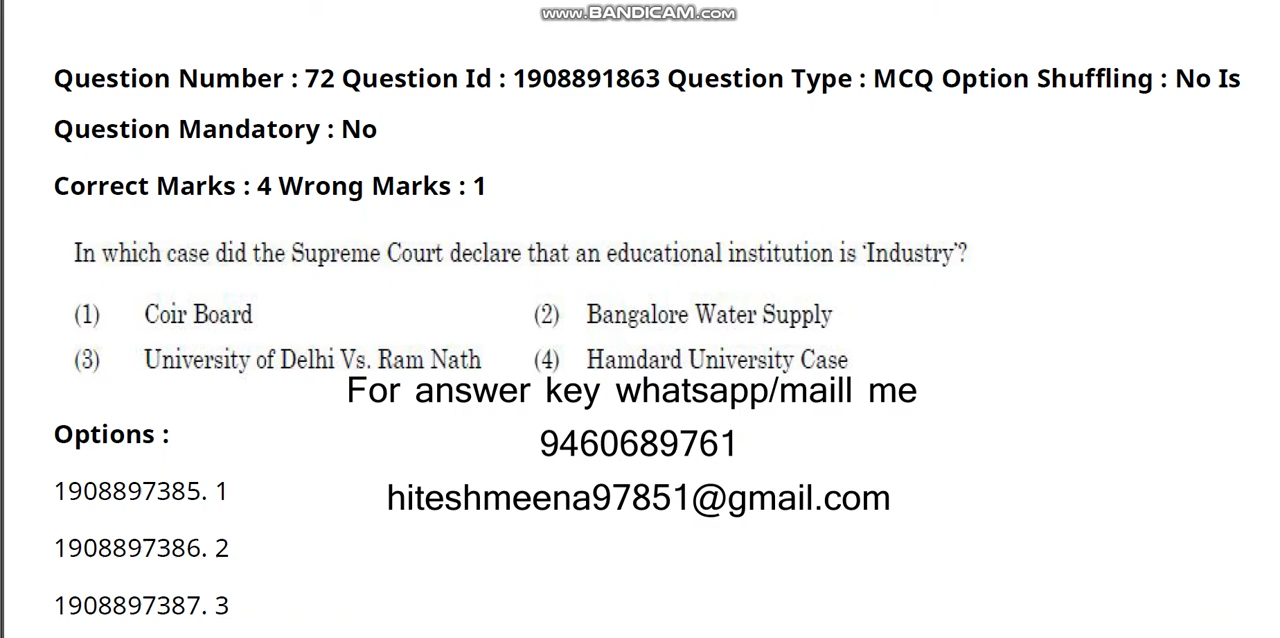 www.BANDICAM.com
Question Number : 72 Question Id : 1908891863 Question Type : MCQ Option Shuffling : No Is
Question Mandatory : No
Correct Marks : 4 Wrong Marks : 1
In which case did the Supreme Court declare that an educational institution is 'Industry'?
(1) Coir Board (2) Bangalore Water Supply
(3) University of Delhi Vs. Ram Nath (4) Hamdard University Case
For answer key whatsapp/maill me
Options :
9460689761
1908897385. 1
hiteshmeena97851@gmail.com
1908897386. 2
1908897387. 3